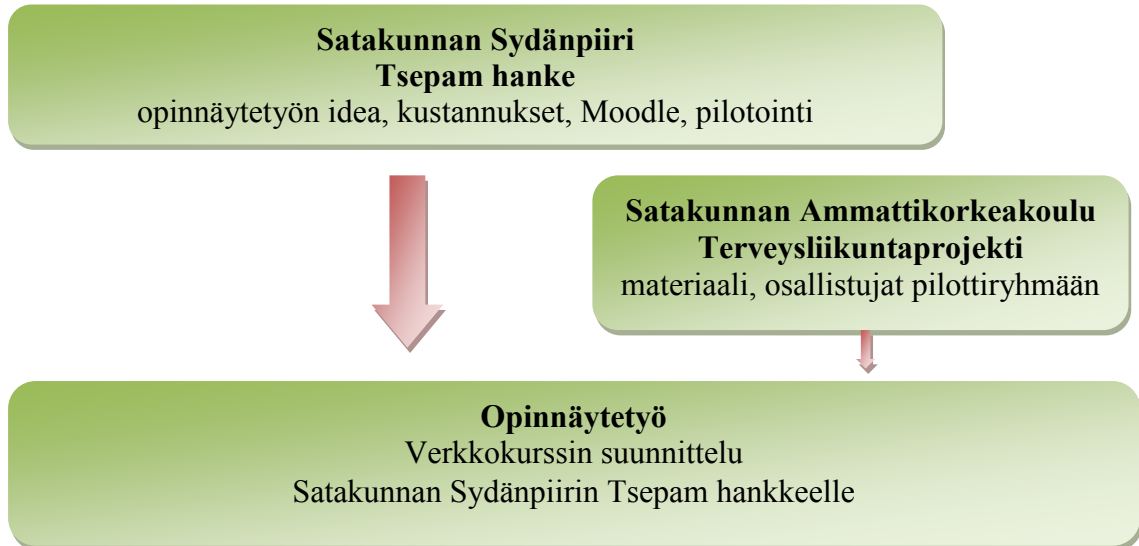 Satakunnan Sydänpiiri
Tsepam hanke
opinnäytetyön idea, kustannukset, Moodle, pilotointi
Satakunnan Ammattikorkeakoulu
Terveysliikuntaprojekti
materiaali, osallistujat pilottiryhmään
Opinnäytetyö
Verkkokurssin suunnittelu
Satakunnan Sydänpiirin Tsepam hankkeelle